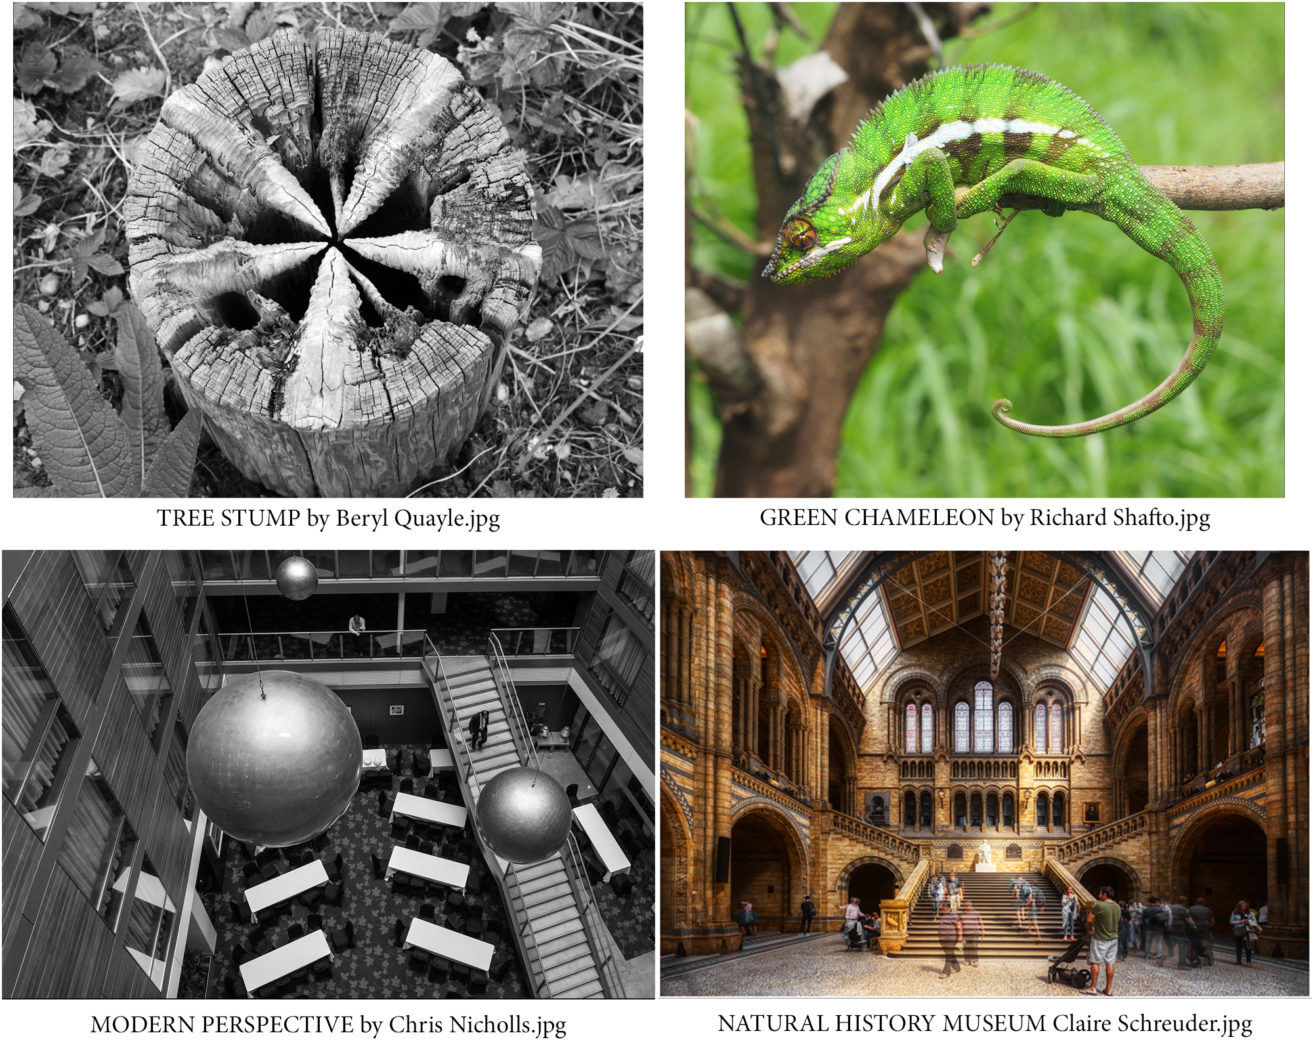 TREE STUMP by Beryl Quayle.jpg
GREEN CHAMELEON by Richard Shafto.jpg
MODERN PERSPECTIVE by Chris Nicholls.jpg
NATURAL HISTORY MUSEUM Claire Schreuder.jpg